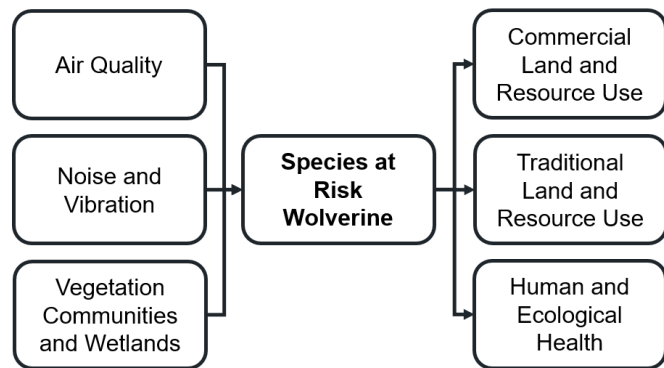 Air Quality
Noise and
Vibration
Vegetation
Communities
and Wetlands
Species at
Risk
Wolverine
Commercial
Land and
Resource Use
Traditional
Land and
Resource Use
Human and
Ecological
Health